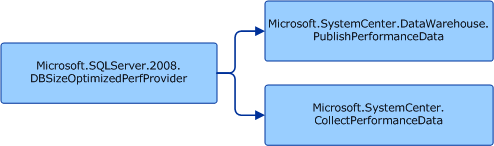 Microsoft.SQLServer.2008.
DBSizeOptimizedPerfProvider
Microsoft.SystemCenter.DataWarehouse.
PublishPerformanceData
Microsoft.SystemCenter.
CollectPerformanceData